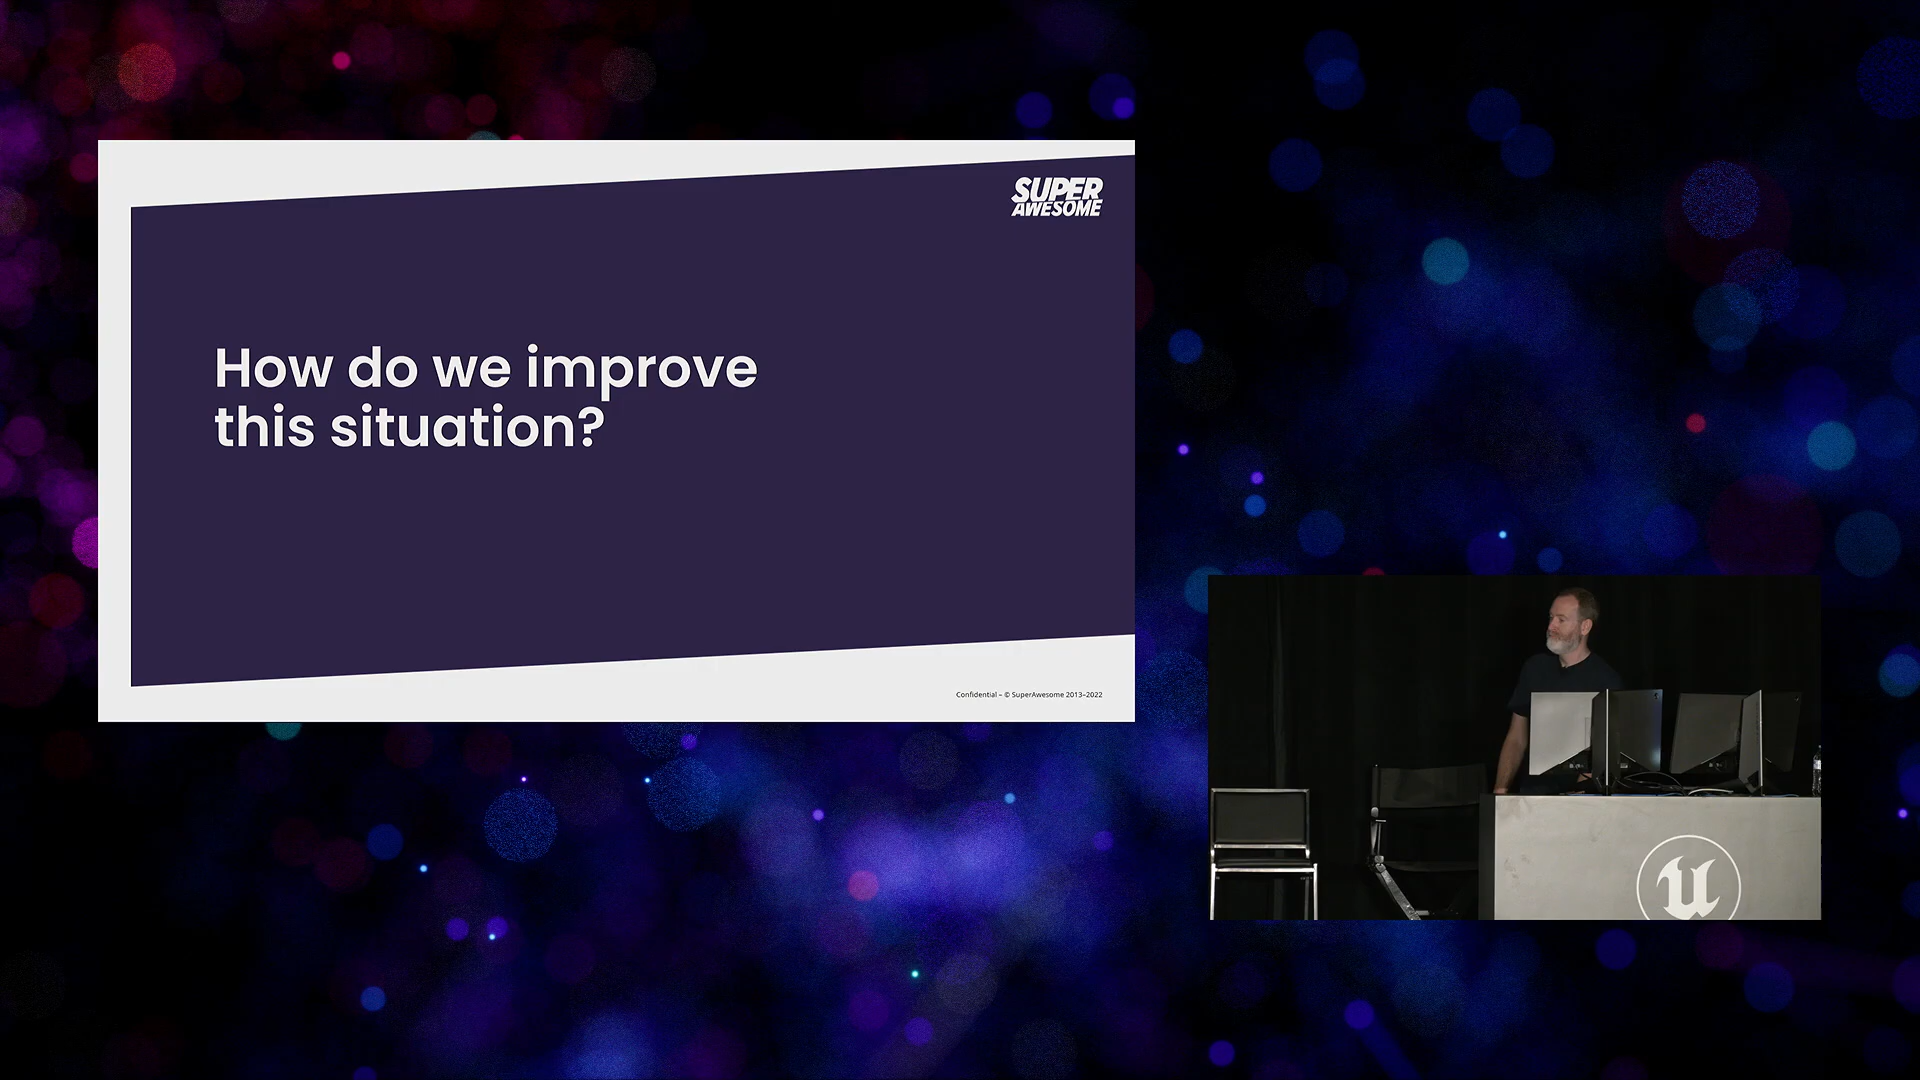 SUPER
AWESOME
How do we improve
this situation?
Confidential – © SuperAwesome 2013–2022